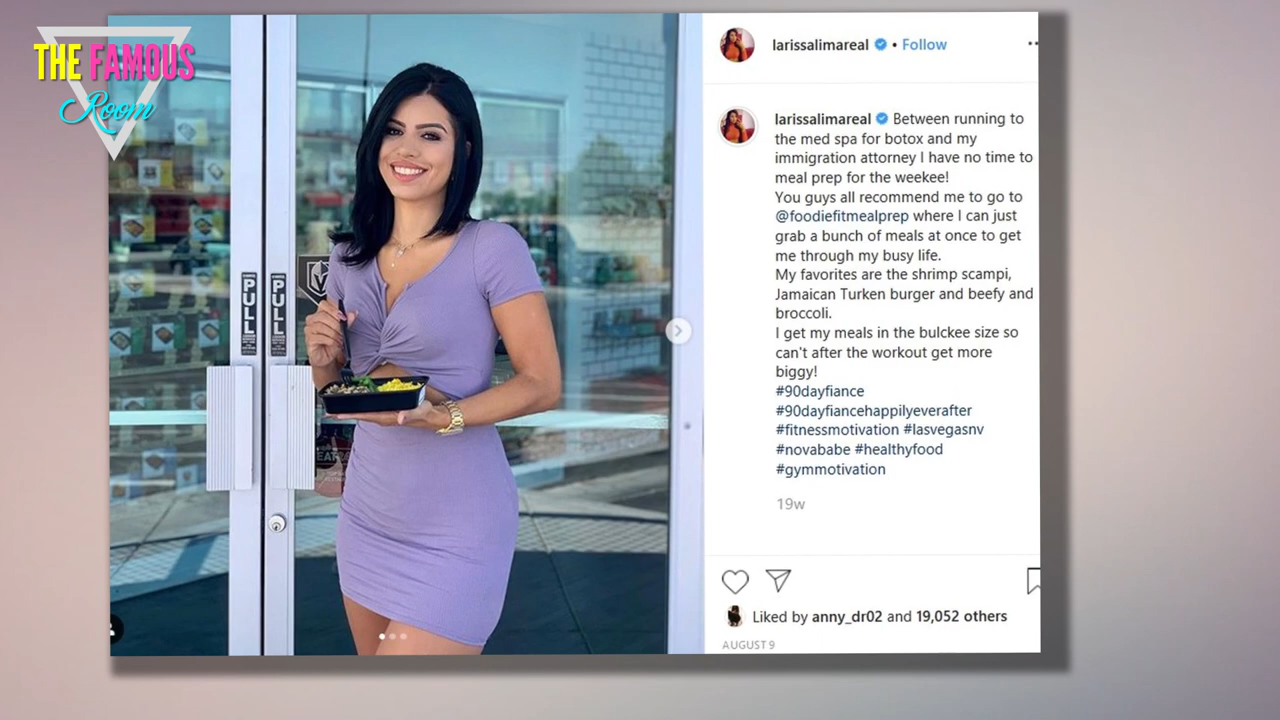 THE FAMOUS
Room
larissalimareal • Follow
larissalimareal Between running to
the med spa for botox and my
immigration attorney I have no time to
meal prep for the weekee!
You guys all recommend me to go to
@foodiefitmealprep where I can just
grab a bunch of meals at once to get
me through my busy life.
My favorites are the shrimp scampi,
Jamaican Turken burger and beefy and
broccoli.
I get my meals in the bulckee size so
can't after the workout get more
biggy!
#90dayfiance
#90dayfiancehappilyeverafter
#fitnessmotivation #lasvegasnv
#novababe #healthyfood
#gymmotivation
19w
Liked by anny_dr02 and 19,052 others
AUGUST 9
PULL
PULL